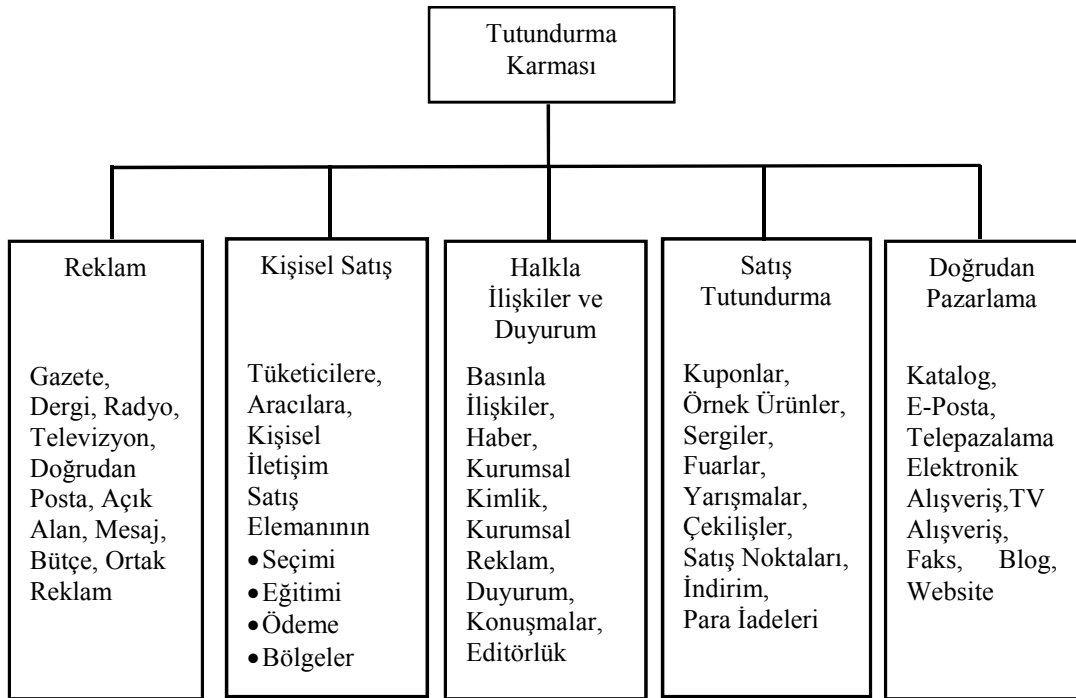 Tutundurma
Karması
Reklam
Gazete,
Dergi, Radyo,
Televizyon,
Doğrudan
Posta, Açık
Alan, Mesaj,
Bütçe, Ortak
Reklam
Kişisel Satış
Tüketicilere,
Aracılara,
Kişisel
İletişim
Satış
Elemanının
•Seçimi
•Eğitimi
•Ödeme
•Bölgeler
Halkla
İlişkiler ve
Duyurum
Basınla
İlişkiler,
Haber,
Kurumsal
Kimlik,
Kurumsal
Reklam,
Duyurum,
Konuşmalar,
Editörlük
Satış
Tutundurma
Kuponlar,
Örnek Ürünler,
Sergiler,
Fuarlar,
Yarışmalar,
Çekilişler,
Satış Noktaları,
İndirim,
Para İadeleri
Doğrudan
Pazarlama
Katalog,
E-Posta,
Telepazalama
Elektronik
Alışveriş,TV
Alışveriş,
Faks, Blog,
Website